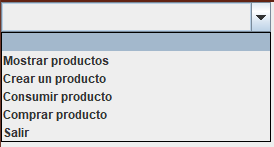 Mostrar productos
Crear un producto
Consumir producto
Comprar producto
Salir